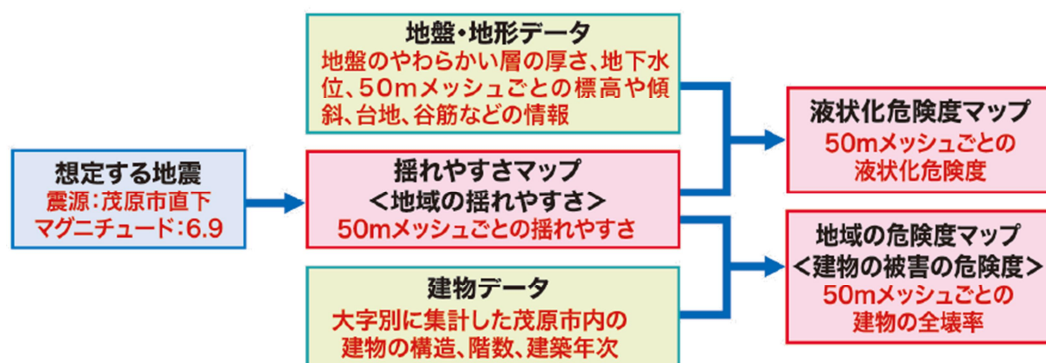 地盤・地形データ
地盤のやわらかい層の厚さ、地下水
位、50mメッシュごとの標高や傾
斜、台地、谷筋などの情報
想定する地震
震源:茂原市直下
マグニチュード:6.9
揺れやすさマップ
<地域の揺れやすさ>
50mメッシュごとの揺れやすさ
建物データ
大字別に集計した茂原市内の
建物の構造、階数、建築年次
液状化危険度マップ
50mメッシュごとの
液状化危険度
地域の危険度マップ
<建物の被害の危険度>
50mメッシュごとの
建物の全壊率